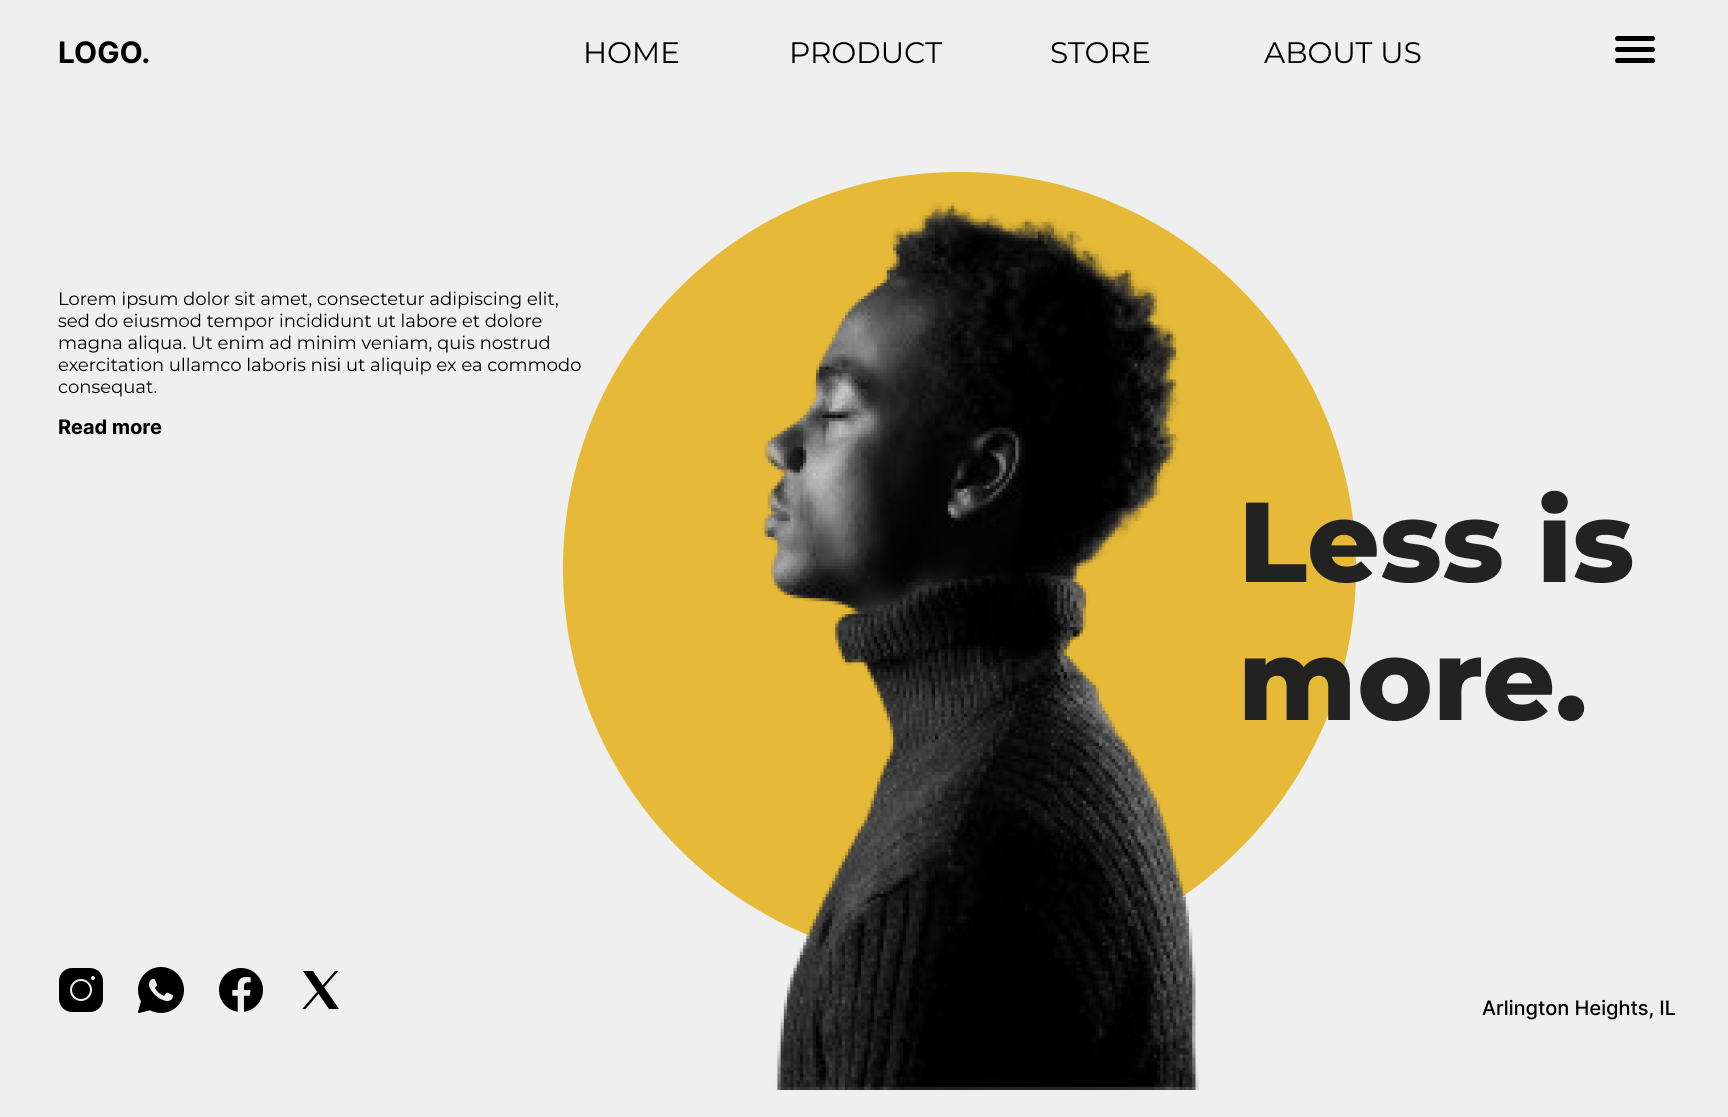 LOGO.
HOME
PRODUCT
STORE
ABOUT US
Lorem ipsum dolor sit amet, consectetur adipiscing elit,
sed do eiusmod tempor incididunt ut labore et dolore
magna aliqua. Ut enim ad minim veniam, quis nostrud
exercitation ullamco laboris nisi ut aliquip ex ea commodo
consequat.
Read more
Less is
more.
Arlington Heights, IL